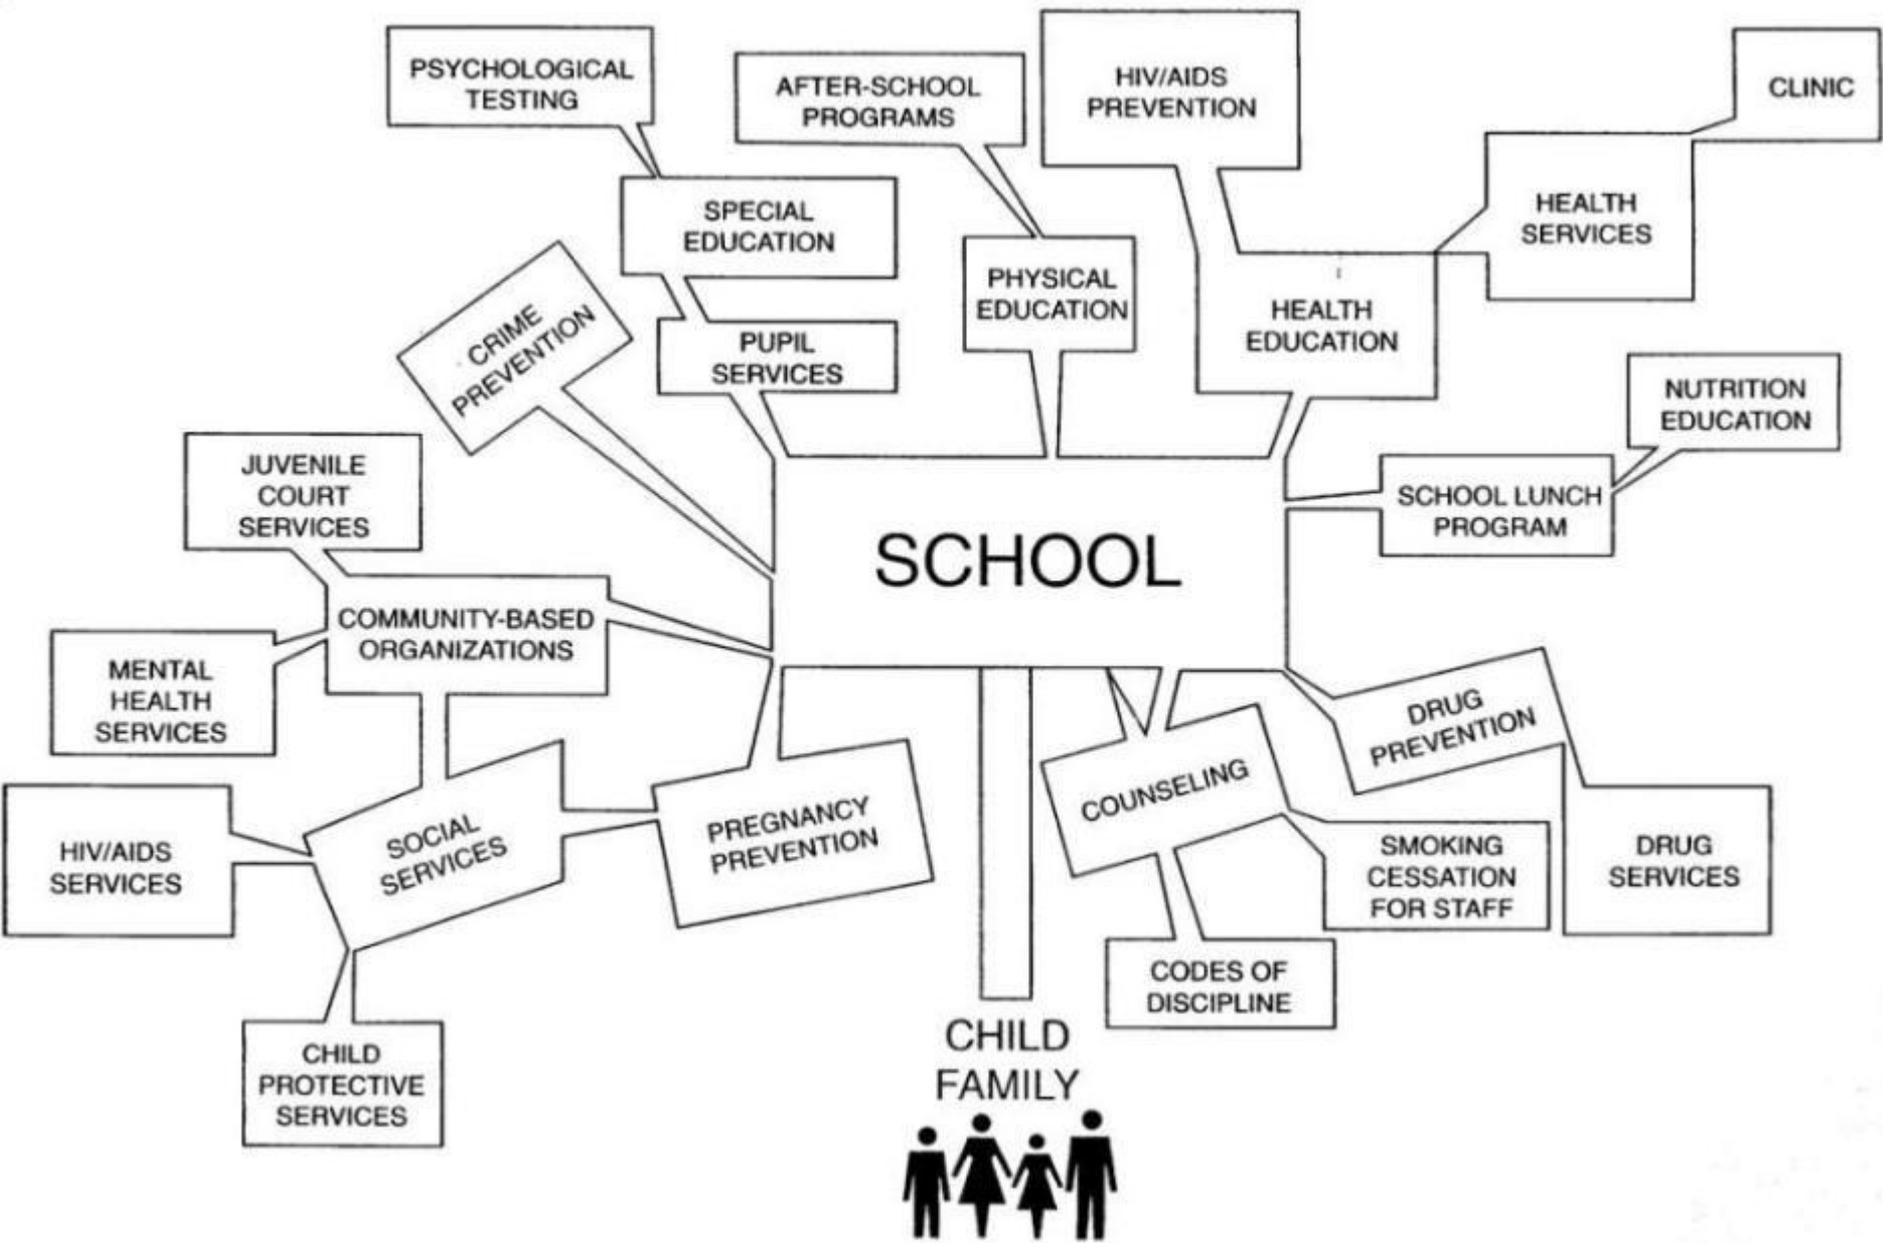 PSYCHOLOGICAL
TESTING
AFTER-SCHOOL
PROGRAMS
HIV/AIDS
PREVENTION
CLINIC
SPECIAL
EDUCATION
HEALTH
SERVICES
CRIME
PREVENTION
PUPIL
SERVICES
PHYSICAL
EDUCATION
HEALTH
EDUCATION
NUTRITION
EDUCATION
JUVENILE
COURT
SERVICES
SCHOOL LUNCH
PROGRAM
SCHOOL
COMMUNITY-BASED
ORGANIZATIONS
MENTAL
HEALTH
SERVICES
DRUG
PREVENTION
COUNSELING
SOCIAL
SERVICES
PREGNANCY
PREVENTION
HIV/AIDS
SERVICES
SMOKING
CESSATION
FOR STAFF
DRUG
SERVICES
CODES OF
DISCIPLINE
CHILD
PROTECTIVE
SERVICES
CHILD
FAMILY